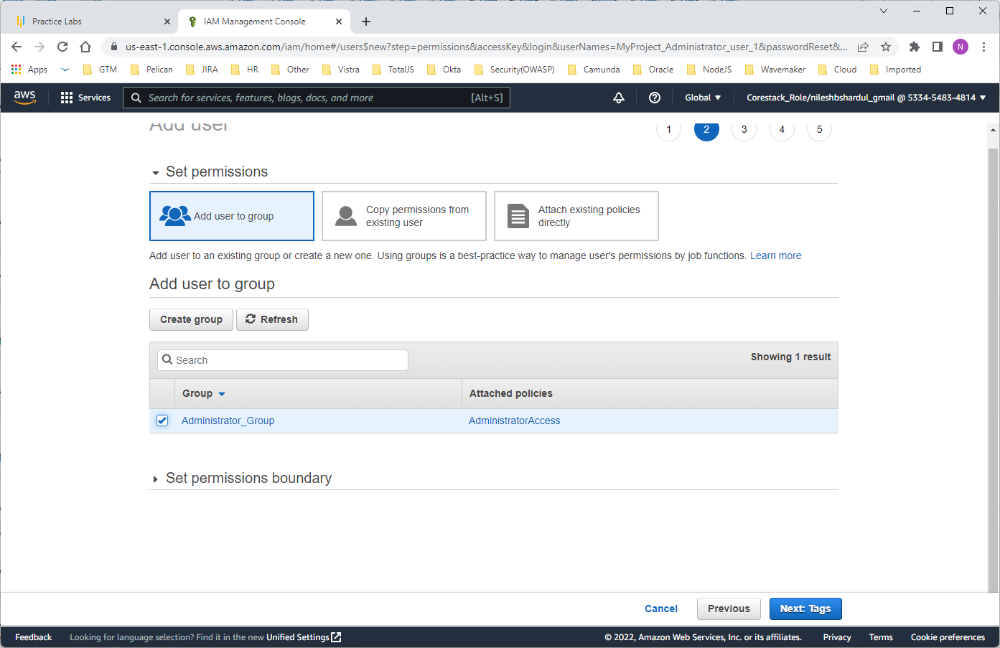 Practice Labs
IAM Management Console
us-east-1.console.aws.amazon.com/iam/home#/users$new?step=permissions&accessKey&login&userNames=MyProject_Administrator_user_1&passwordReset&...
N
Apps
GTM
Pelican
JIRA
HR
Other
Vistra
TotalJS
Okta
Security(OWASP)
Camunda
Oracle
NodeJS
Wavemaker
Cloud
Imported
aws
Services
Search for services, features, blogs, docs, and more
[Alt+S]
Global
Corestack_Role/nileshbshardul_gmail @ 5334-5483-4814
Add user
1
2
3
4
5
Set permissions
Add user to group
Copy permissions from
existing user
Attach existing policies
directly
Add user to an existing group or create a new one. Using groups is a best-practice way to manage user's permissions by job functions. Learn more
Add user to group
Create group
Refresh
Search
Showing 1 result
Group
Attached policies
Administrator_Group
AdministratorAccess
Set permissions boundary
Cancel
Previous
Next: Tags
Feedback
Looking for language selection? Find it in the new Unified Settings
© 2022, Amazon Web Services, Inc. or its affiliates.
Privacy
Terms
Cookie preferences